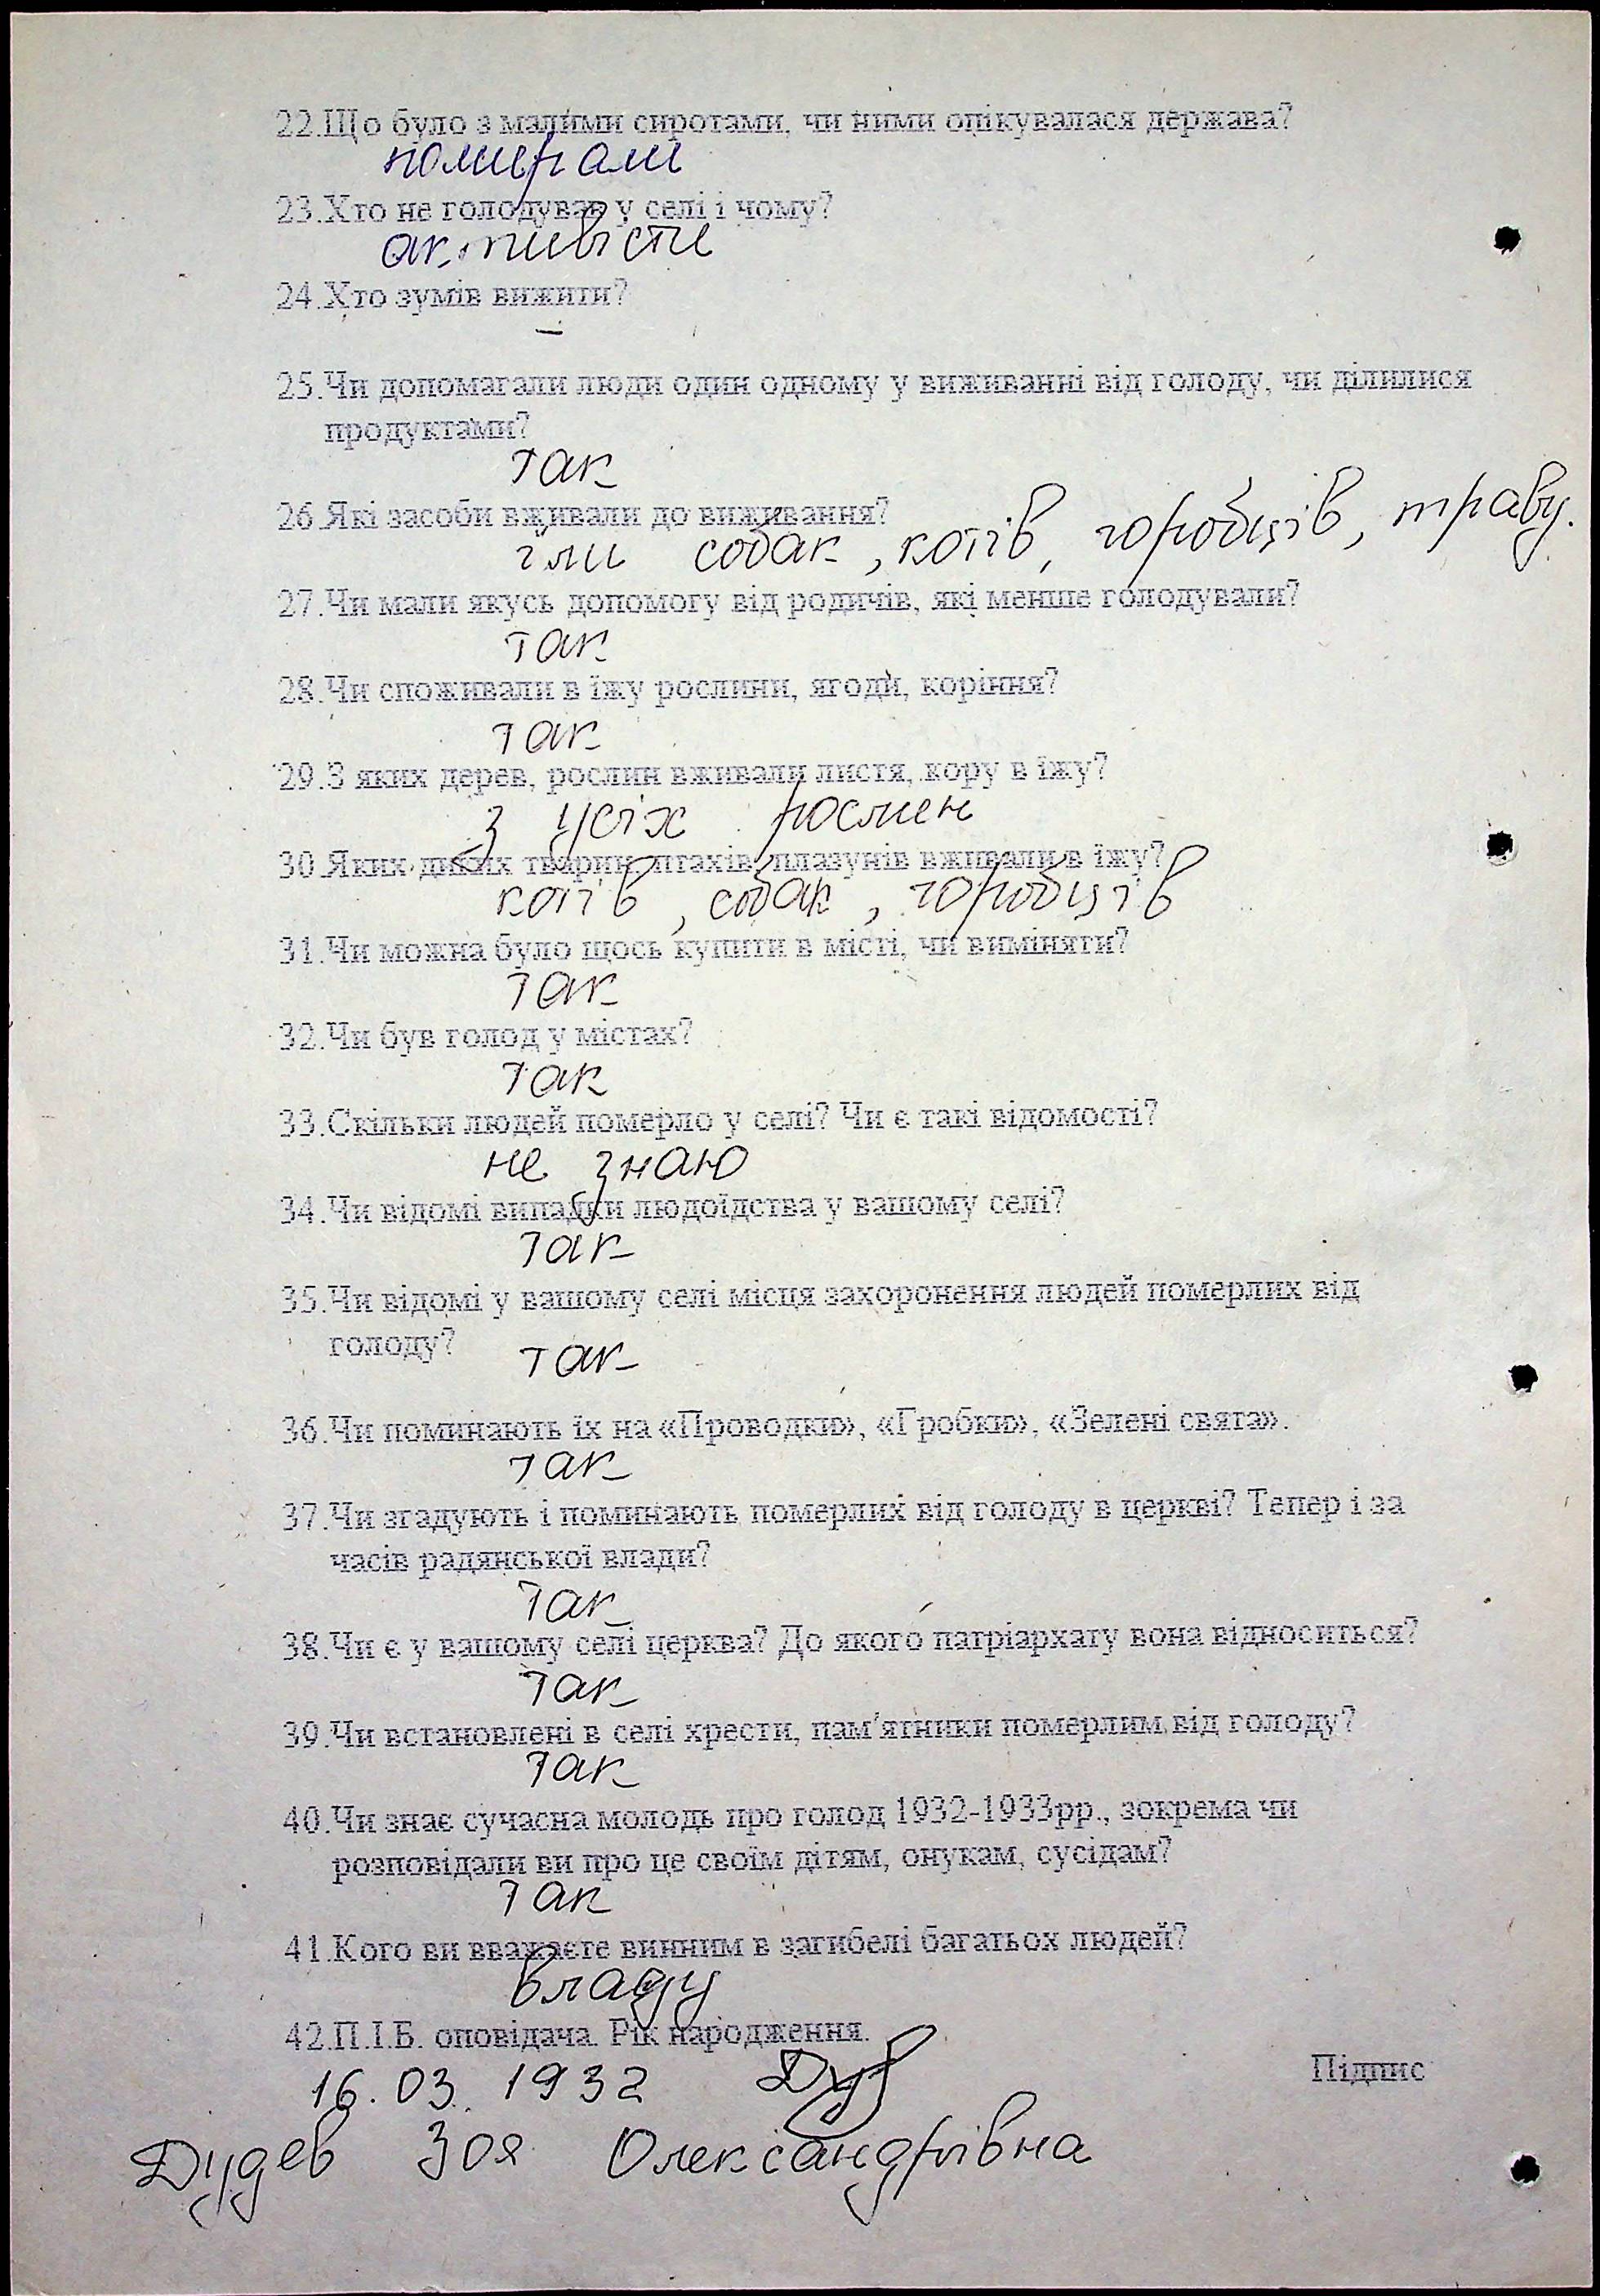 22.Що було з малими сиротами, чи ними опікувалася держава?
помирали
23.Хто не голодував у селі і чому?
активісти
24.Хто зумів вижити?
–
25.Чи допомагали люди один одному у виживанні від голоду, чи ділилися
продуктами?
так
26.Які засоби вживали до виживання?
їли собак, котів, горобців, траву.
27.Чи мали якусь допомогу від родичів, які менше голодували?
так
28.Чи споживали в їжу рослини, ягоди, коріння?
так
29.З яких дерев, рослин вживали листя, кору в їжу?
з усіх рослин
30.Яких диких тварин, птахів, плазунів вживали в їжу?
котів, собак, горобців
31.Чи можна було щось купити в місті, чи виміняти?
так
32.Чи був голод у містах?
так
33.Скільки людей померло у селі? Чи є такі відомості?
не знаю
34.Чи відомі випадки людоїдства у вашому селі?
так
35.Чи відомі у вашому селі місця захоронення людей померлих від
голоду?
так
36.Чи поминають їх на «Проводки», «Гробки», «Зелені свята».
так
37.Чи згадують і поминають померлих від голоду в церкві? Тепер і за
часів радянської влади?
так
38.Чи є у вашому селі церква? До якого патріархату вона відноситься?
так
39.Чи встановлені в селі хрести, пам'ятники померлим від голоду?
так
40.Чи знає сучасна молодь про голод 1932-1933рр., зокрема чи
розповідали ви про це своїм дітям, онукам, сусідам?
так
41.Кого ви вважаєте винним в загибелі багатьох людей?
владу
42.П.І.Б. оповідача. Рік народження.
Підпис
16.03.1932
Дудев Зоя Олександрівна